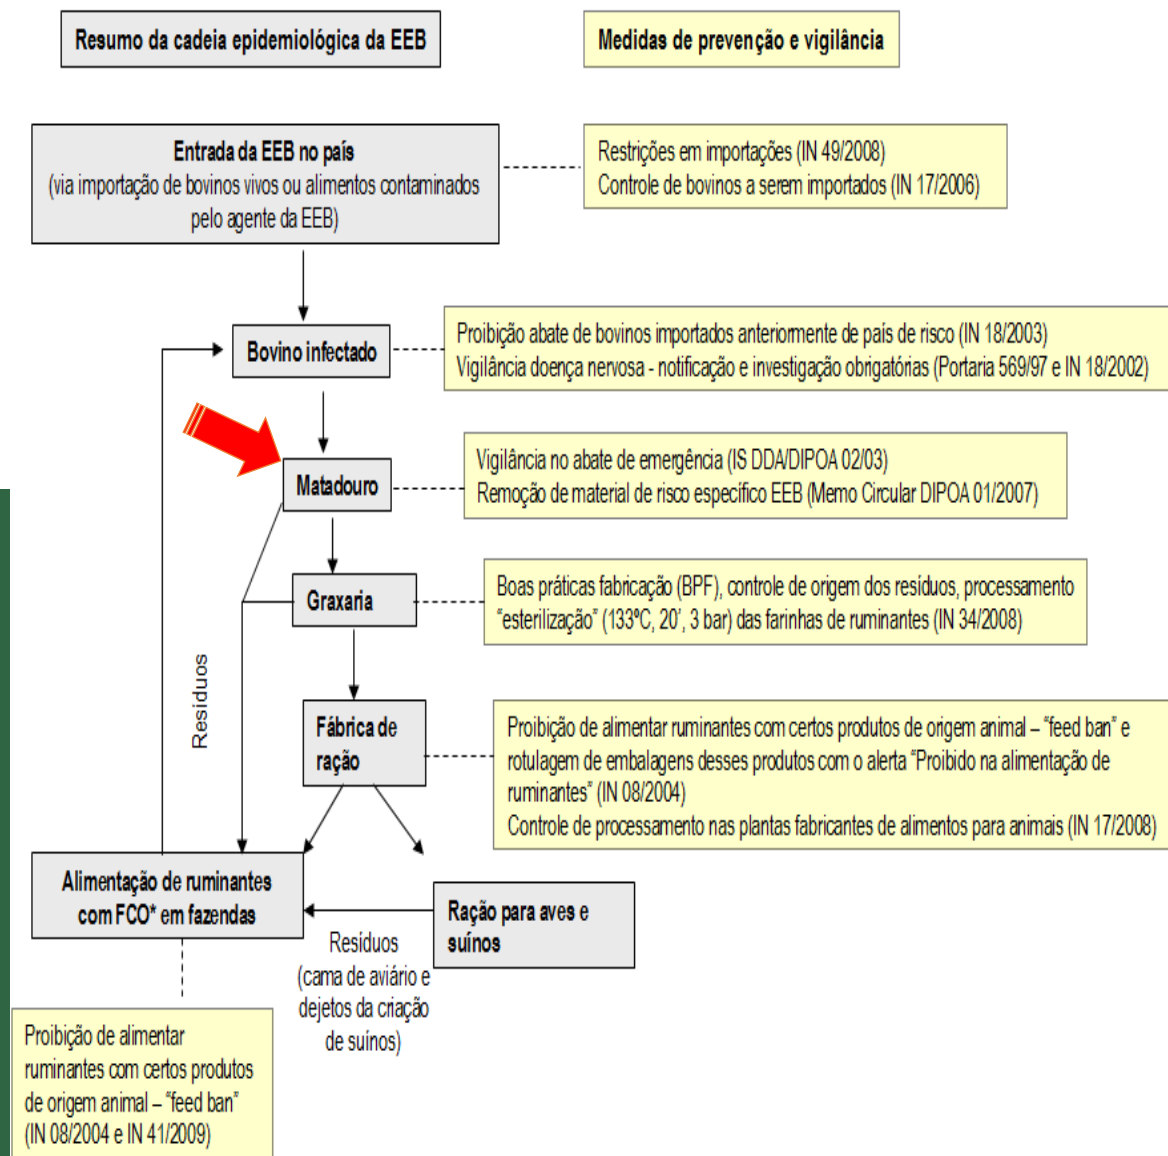 Resumo da cadeia epidemiológica da EEB
Medidas de prevenção e vigilância
Entrada da EEB no país
(via importação de bovinos vivos ou alimentos contaminados
pelo agente da EEB)
Restrições em importações (IN 49/2008)
Controle de bovinos a serem importados (IN 17/2006)
Bovino infectado
Proibição abate de bovinos importados anteriormente de país de risco (IN 18/2003)
Vigilância doença nervosa - notificação e investigação obrigatórias (Portaria 569/97 e IN 18/2002)
Matadouro
Vigilância no abate de emergência (IS DDA/DIPOA 02/03)
Remoção de material de risco específico EEB (Memo Circular DIPOA 01/2007)
Graxaria
Boas práticas fabricação (BPF), controle de origem dos resíduos, processamento
“esterilização” (133ºC, 20’, 3 bar) das farinhas de ruminantes (IN 34/2008)
Resíduos
Fábrica de
ração
Proibição de alimentar ruminantes com certos produtos de origem animal – “feed ban” e
rotulagem de embalagens desses produtos com o alerta “Proibido na alimentação de
ruminantes” (IN 08/2004)
Controle de processamento nas plantas fabricantes de alimentos para animais (IN 17/2008)
Alimentação de ruminantes
com FCO* em fazendas
Ração para aves e
suínos
Resíduos
(cama de aviário e
dejetos da criação
de suínos)
Proibição de alimentar
ruminantes com certos produtos
de origem animal – “feed ban”
(IN 08/2004 e IN 41/2009)